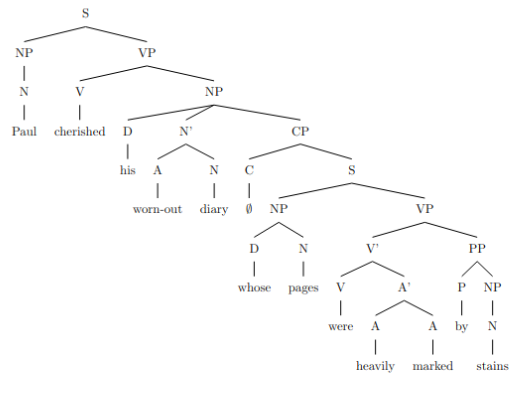 S
NP VP
N V NP
Paul cherished D N' CP
his A N C S
worn-out diary ∅ NP VP
D N V' PP
whose pages V A' P NP
were A A by N
heavily marked stains